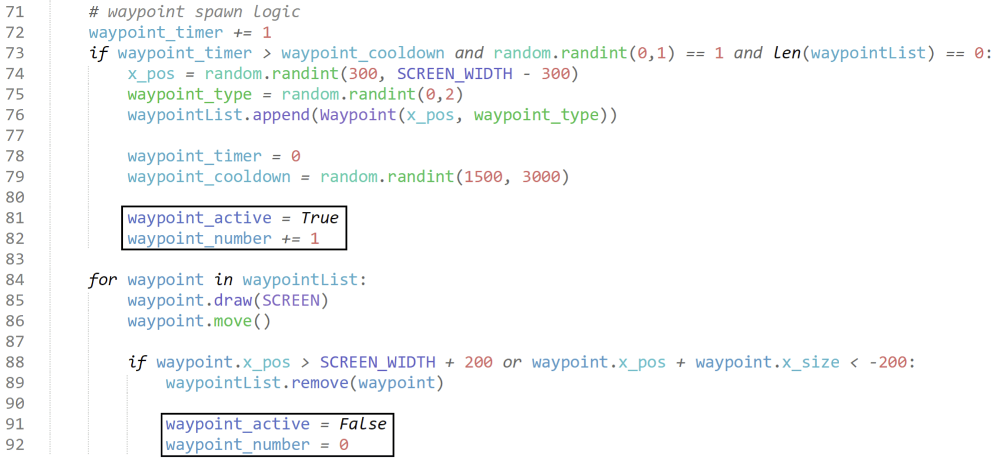 71 # waypoint spawn logic
72 waypoint_timer += 1
73 if waypoint_timer > waypoint_cooldown and random.randint(0,1) == 1 and len(waypointList) == 0:
74 x_pos = random.randint(300, SCREEN_WIDTH - 300)
75 waypoint_type = random.randint(0,2)
76 waypointList.append(Waypoint(x_pos, waypoint_type))
77
78 waypoint_timer = 0
79 waypoint_cooldown = random.randint(1500, 3000)
80
81 waypoint_active = True
82 waypoint_number += 1
83
84 for waypoint in waypointList:
85 waypoint.draw(SCREEN)
86 waypoint.move()
87
88 if waypoint.x_pos > SCREEN_WIDTH + 200 or waypoint.x_pos + waypoint.x_size < -200:
89 waypointList.remove(waypoint)
90
91 waypoint_active = False
92 waypoint_number = 0